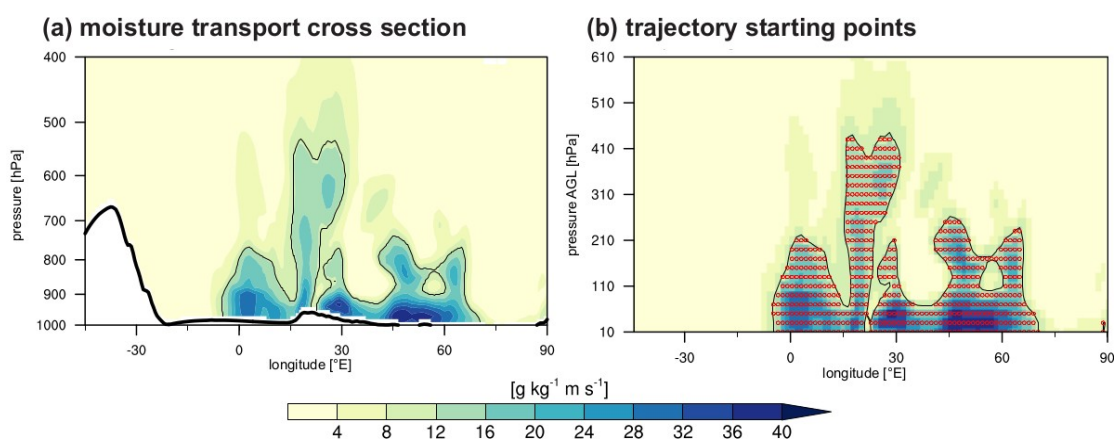 (a) moisture transport cross section
(b) trajectory starting points
400
500
600
700
800
900
1000
pressure [hPa]
-30 0 30 60 90
longitude [°E]
610
510
410
310
210
110
10
pressure AGL [hPa]
-30 0 30 60 90
longitude [°E]
[g kg⁻¹ m s⁻¹]
4 8 12 16 20 24 28 32 36 40